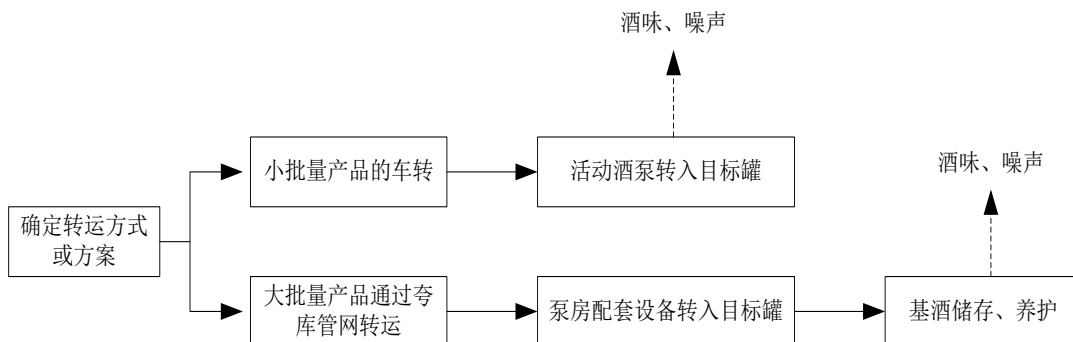 酒味、噪声
小批量产品的车转
活动酒泵转入目标罐
酒味、噪声
确定转运方式
或方案
大批量产品通过夸
库管网转运
泵房配套设备转入目标罐
基酒储存、养护